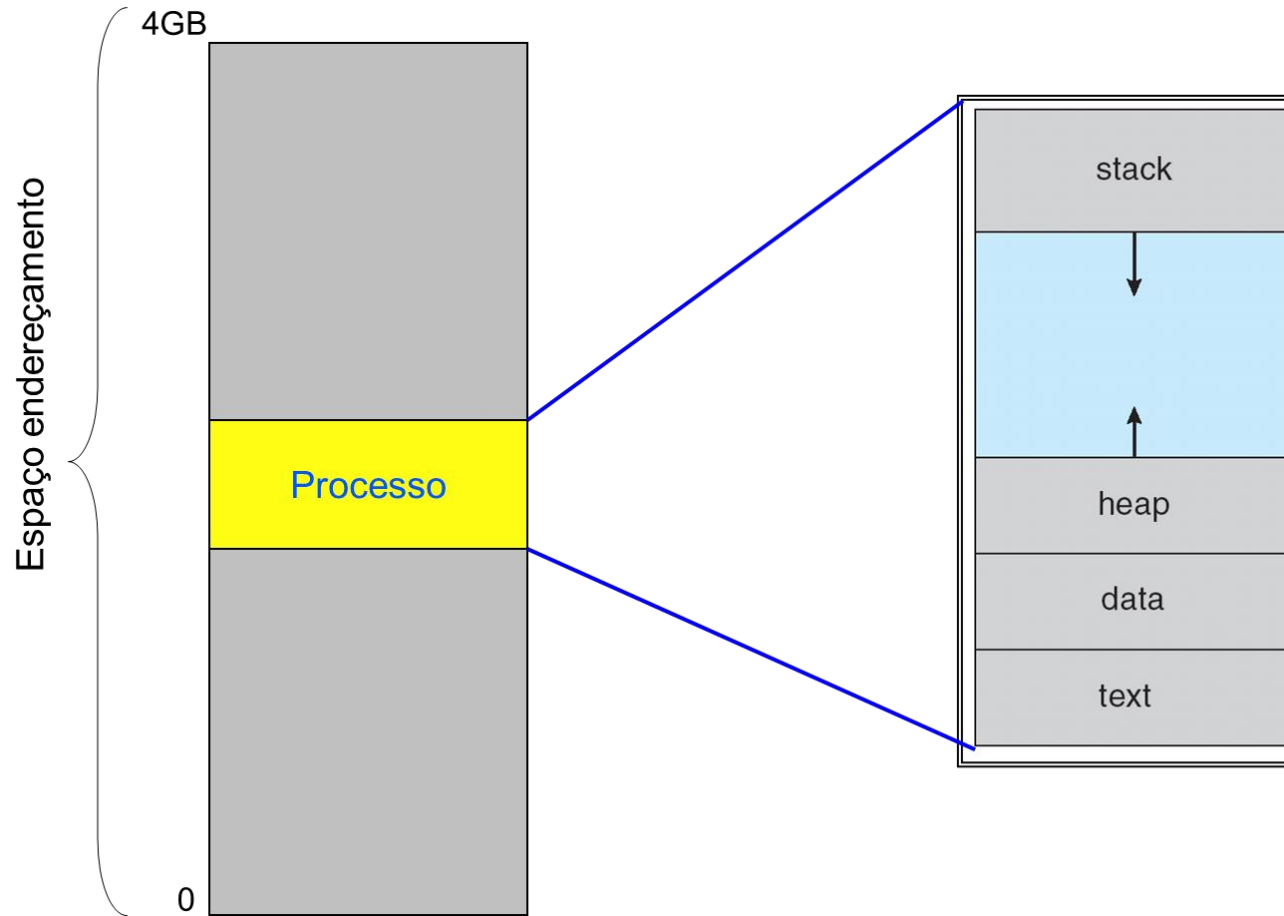 4GB
Espaço endereçamento
Processo
0
stack
heap
data
text